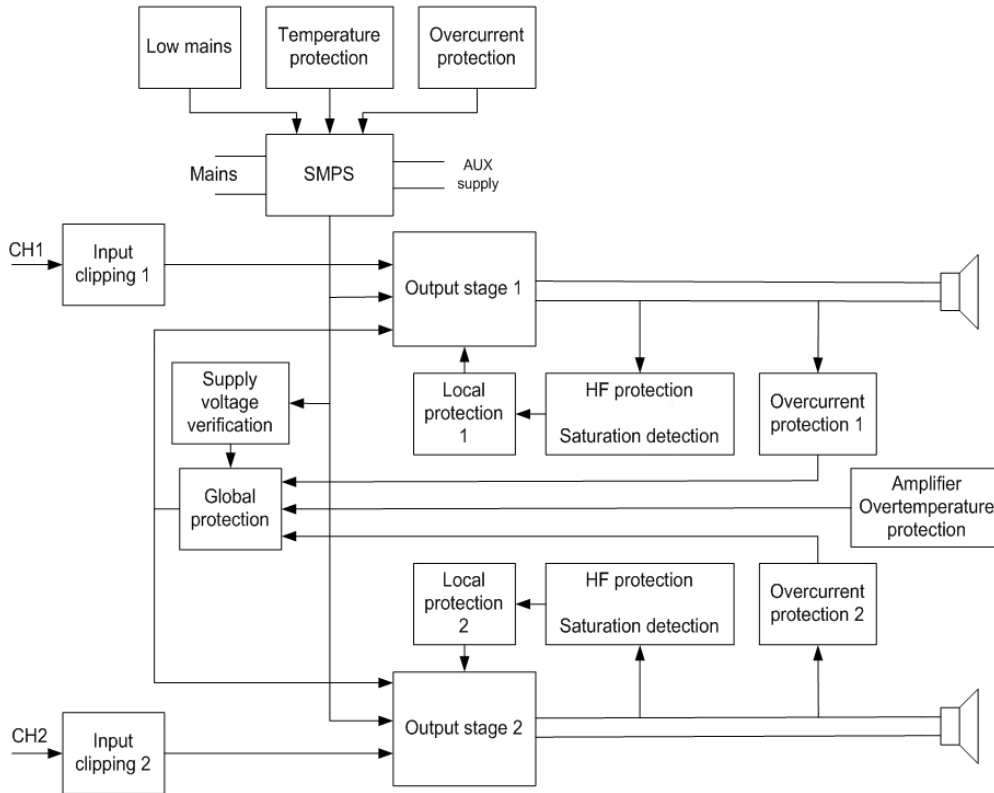 Low mains
Temperature
protection
Overcurrent
protection
Mains
SMPS
AUX
supply
CH1
Input
clipping 1
Output stage 1
Supply
voltage
verification
Local
protection
1
HF protection
Saturation detection
Overcurrent
protection 1
Global
protection
Amplifier
Overtemperature
protection
Local
protection
2
HF protection
Saturation detection
Overcurrent
protection 2
CH2
Input
clipping 2
Output stage 2